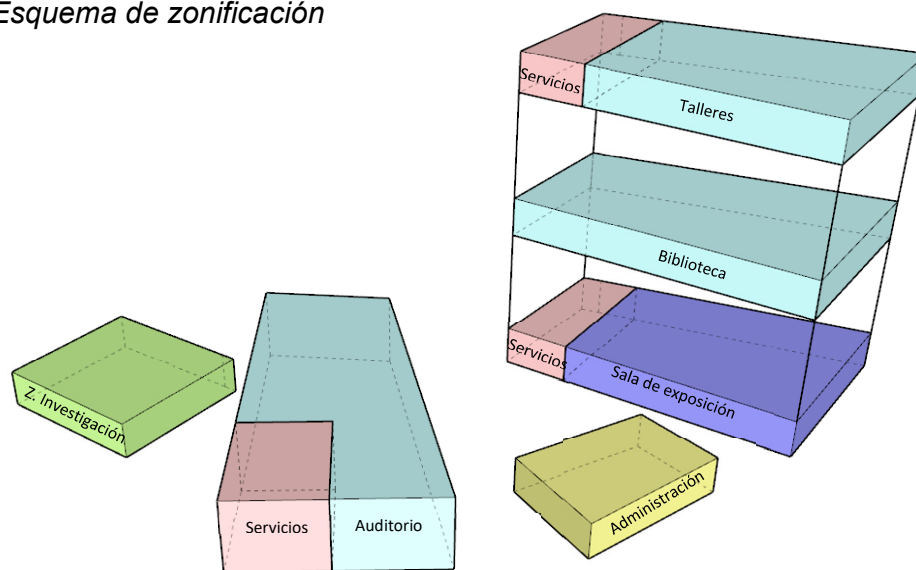 Esquema de zonificación
Servicios
Talleres
Biblioteca
Servicios
Sala de exposición
Z. Investigación
Servicios
Auditorio
Administración